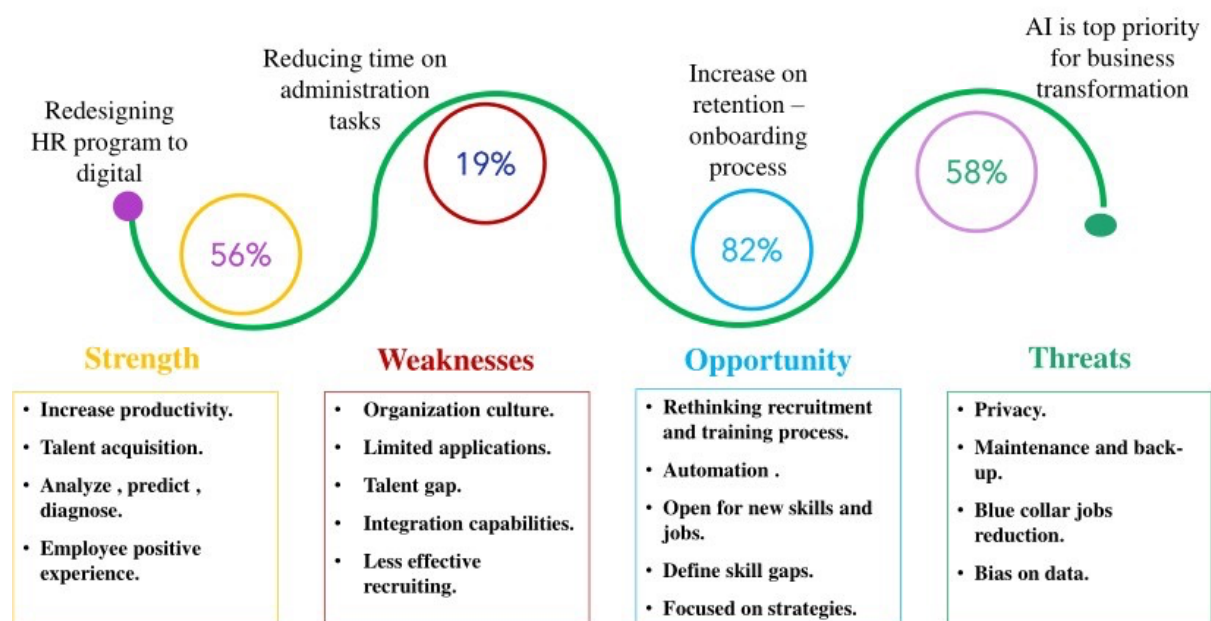 Redesigning
HR program to
digital
56%
Reducing time on
administration
tasks
19%
Increase on
retention –
onboarding
process
82%
AI is top priority
for business
transformation
58%
Strength
• Increase productivity.
• Talent acquisition.
• Analyze , predict ,
diagnose.
• Employee positive
experience.
Weaknesses
• Organization culture.
• Limited applications.
• Talent gap.
• Integration capabilities.
• Less effective
recruiting.
Opportunity
• Rethinking recruitment
and training process.
• Automation .
• Open for new skills and
jobs.
• Define skill gaps.
• Focused on strategies.
Threats
• Privacy.
• Maintenance and back-
up.
• Blue collar jobs
reduction.
• Bias on data.